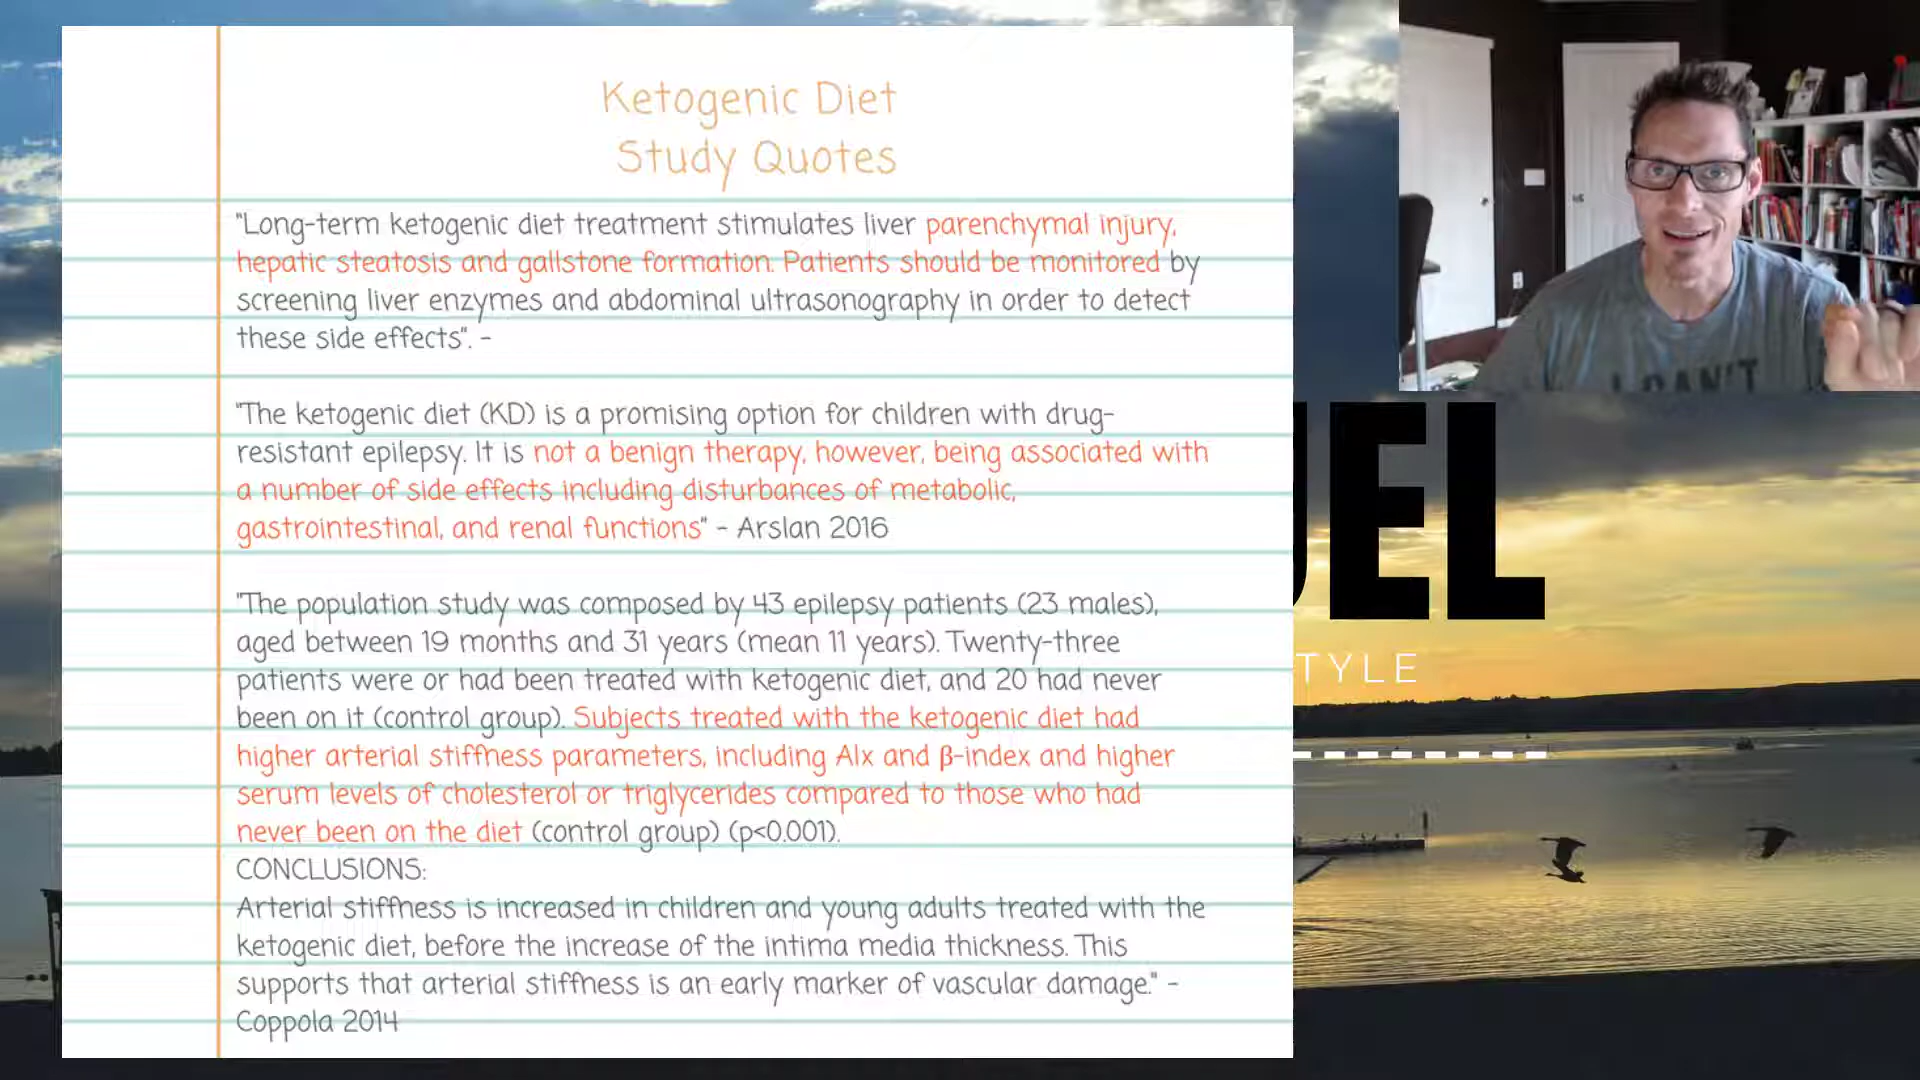 Ketogenic Diet
Study Quotes
"Long-term ketogenic diet treatment stimulates liver parenchymal injury,
hepatic steatosis and gallstone formation. Patients should be monitored by
screening liver enzymes and abdominal ultrasonography in order to detect
these side effects". -
"The ketogenic diet (KD) is a promising option for children with drug-
resistant epilepsy. It is not a benign therapy, however, being associated with
a number of side effects including disturbances of metabolic,
gastrointestinal, and renal functions" - Arslan 2016
"The population study was composed by 43 epilepsy patients (23 males),
aged between 19 months and 31 years (mean 11 years). Twenty-three
patients were or had been treated with ketogenic diet, and 20 had never
been on it (control group). Subjects treated with the ketogenic diet had
higher arterial stiffness parameters, including AIx and β-index and higher
serum levels of cholesterol or triglycerides compared to those who had
never been on the diet (control group) (p<0.001).
CONCLUSIONS:
Arterial stiffness is increased in children and young adults treated with the
ketogenic diet, before the increase of the intima media thickness. This
supports that arterial stiffness is an early marker of vascular damage." -
Coppola 2014
I CAN'T
UEL
TYLE